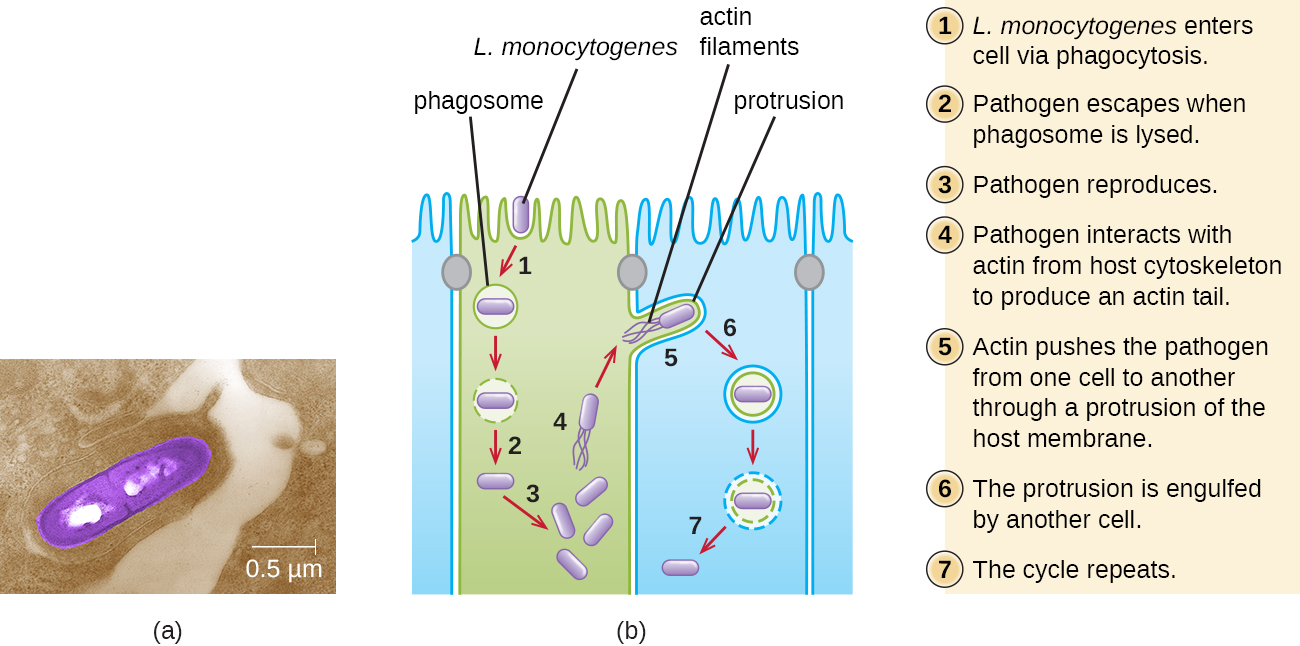 0.5 µm
(a)
actin
filaments
L. monocytogenes
phagosome
protrusion
1
2
3
4
5
6
7
(b)
1 L. monocytogenes enters
cell via phagocytosis.
2 Pathogen escapes when
phagosome is lysed.
3 Pathogen reproduces.
4 Pathogen interacts with
actin from host cytoskeleton
to produce an actin tail.
5 Actin pushes the pathogen
from one cell to another
through a protrusion of the
host membrane.
6 The protrusion is engulfed
by another cell.
7 The cycle repeats.